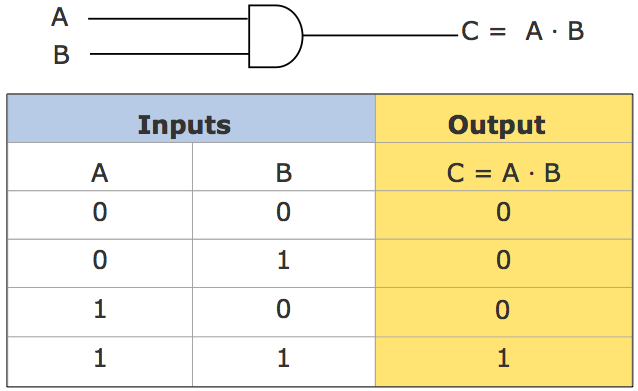 A
B
C = A · B
Inputs Output
A B C = A · B
0 0 0
0 1 0
1 0 0
1 1 1